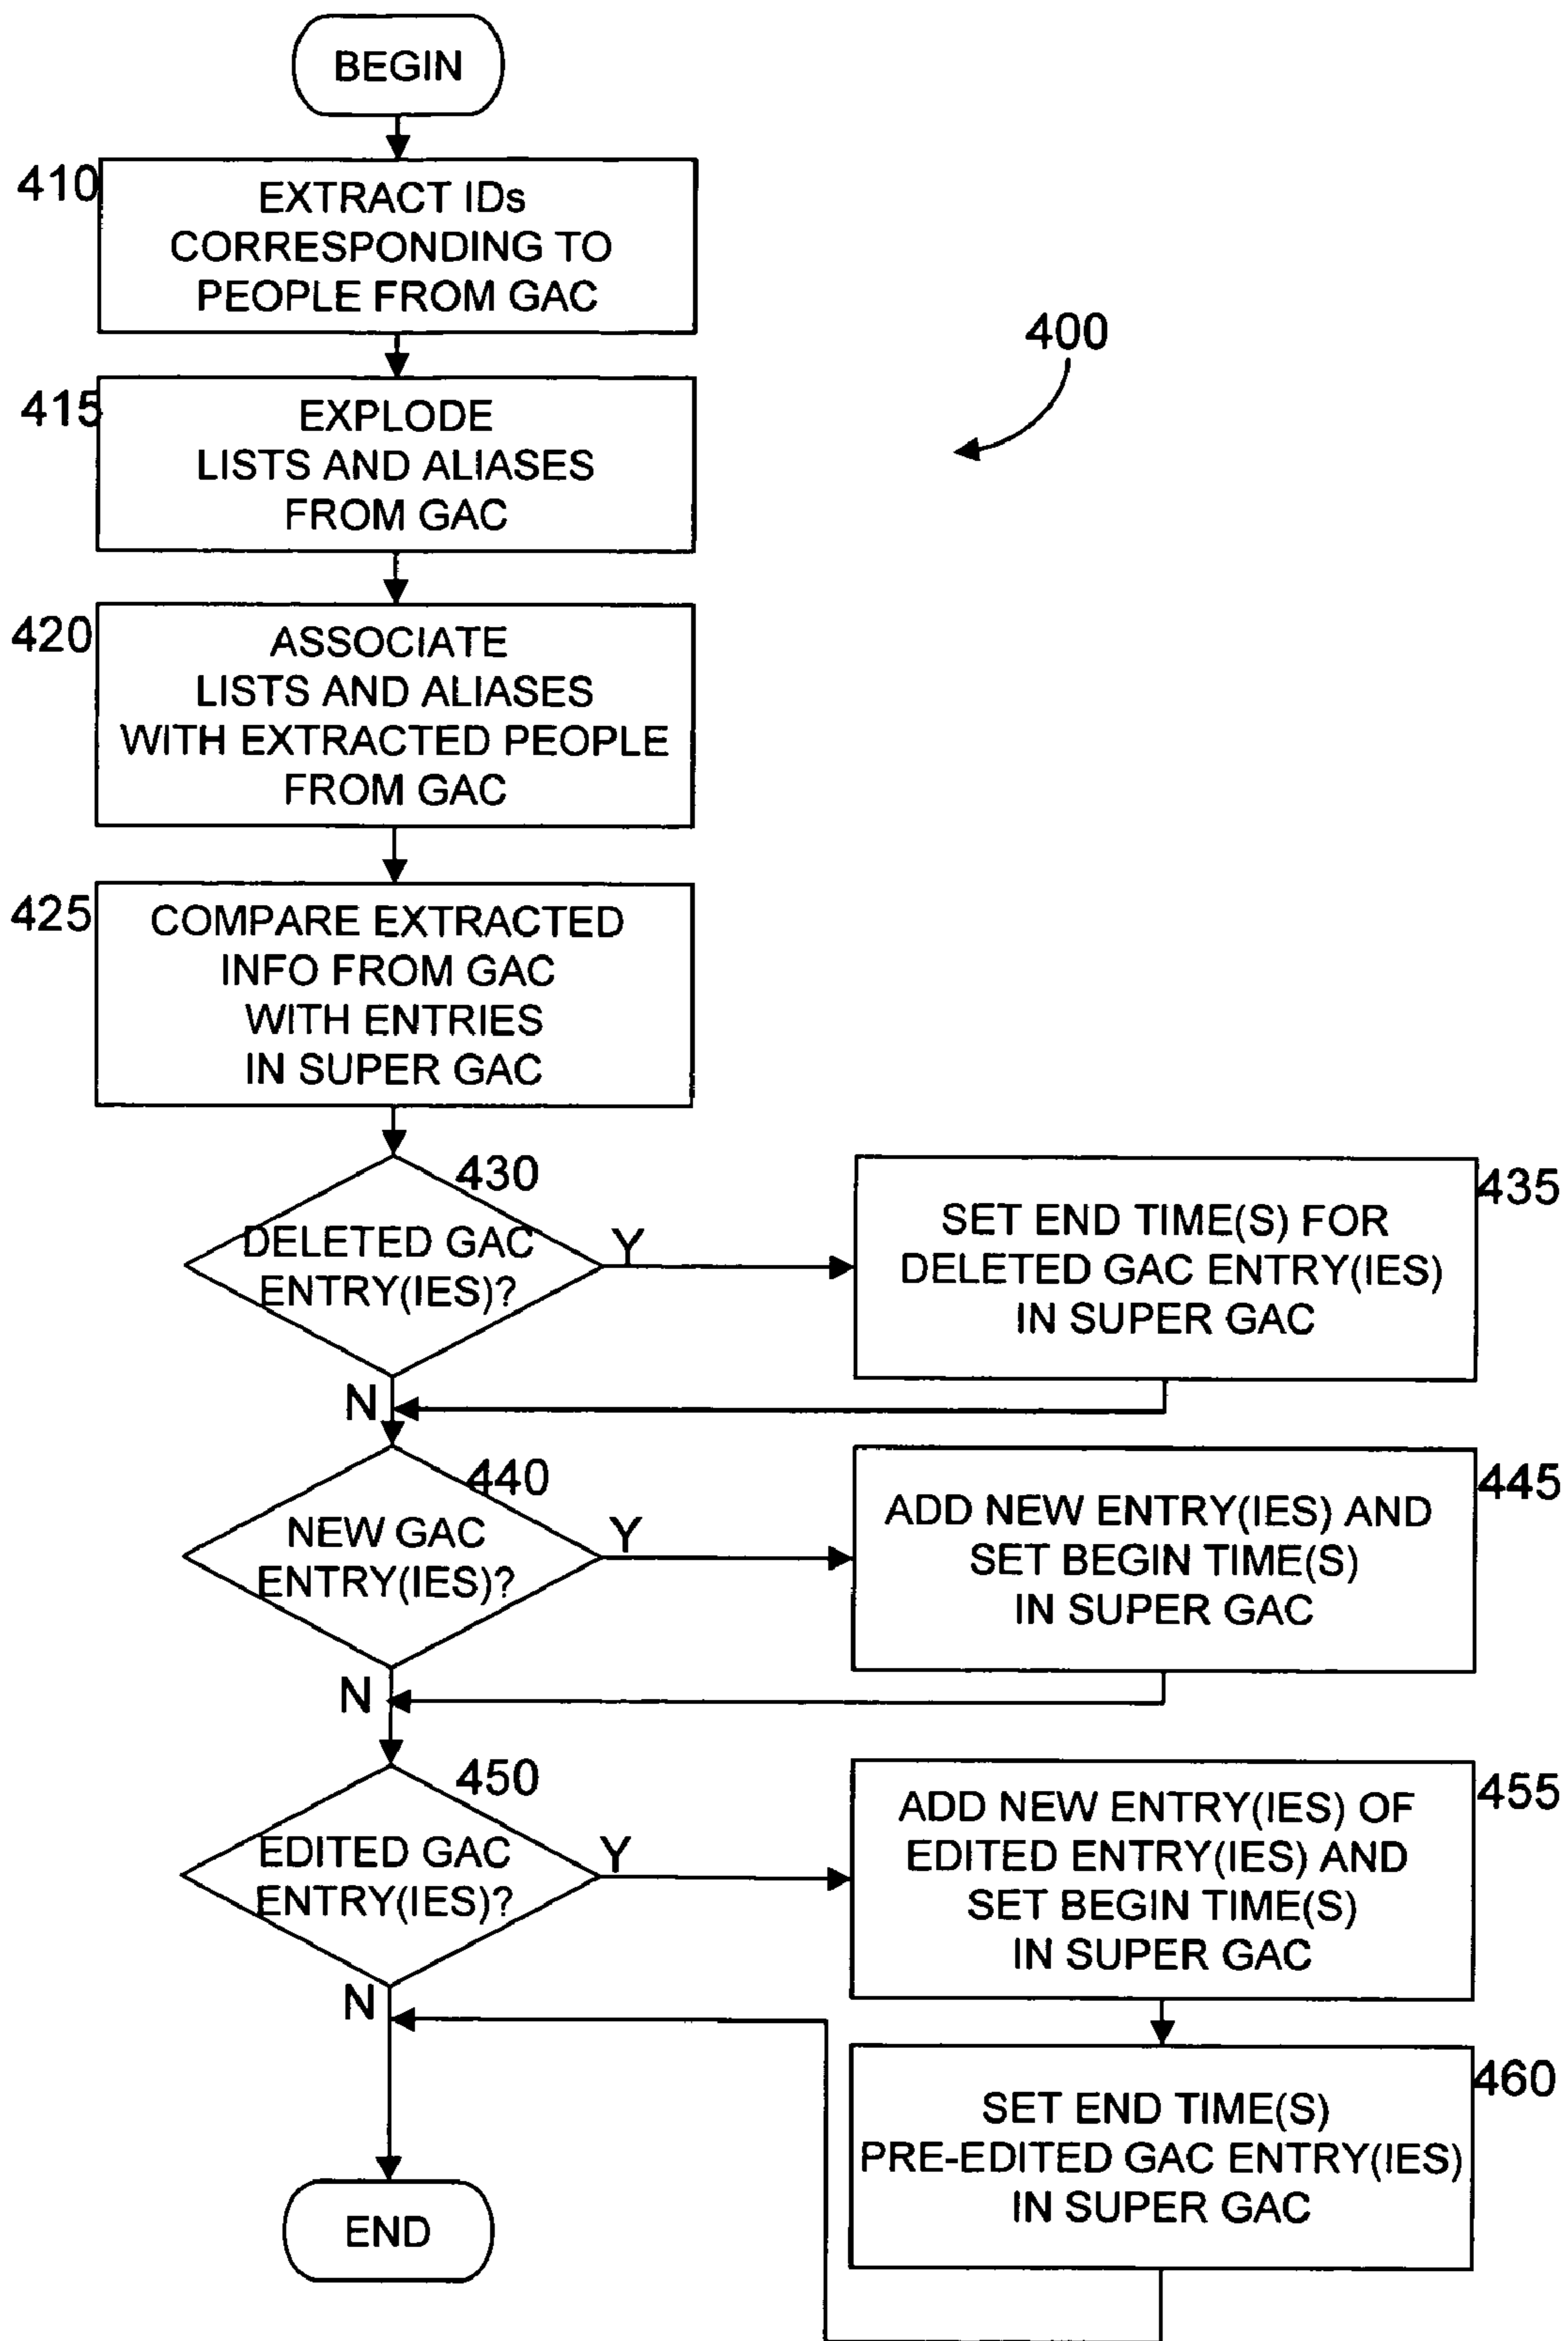 BEGIN
410
EXTRACT IDs
CORRESPONDING TO
PEOPLE FROM GAC
400
415
EXPLODE
LISTS AND ALIASES
FROM GAC
420
ASSOCIATE
LISTS AND ALIASES
WITH EXTRACTED PEOPLE
FROM GAC
425
COMPARE EXTRACTED
INFO FROM GAC
WITH ENTRIES
IN SUPER GAC
430
DELETED GAC
ENTRY(IES)?
Y
435
SET END TIME(S) FOR
DELETED GAC ENTRY(IES)
IN SUPER GAC
N
440
NEW GAC
ENTRY(IES)?
Y
445
ADD NEW ENTRY(IES) AND
SET BEGIN TIME(S)
IN SUPER GAC
N
450
EDITED GAC
ENTRY(IES)?
Y
455
ADD NEW ENTRY(IES) OF
EDITED ENTRY(IES) AND
SET BEGIN TIME(S)
IN SUPER GAC
N
460
SET END TIME(S)
PRE-EDITED GAC ENTRY(IES)
IN SUPER GAC
END